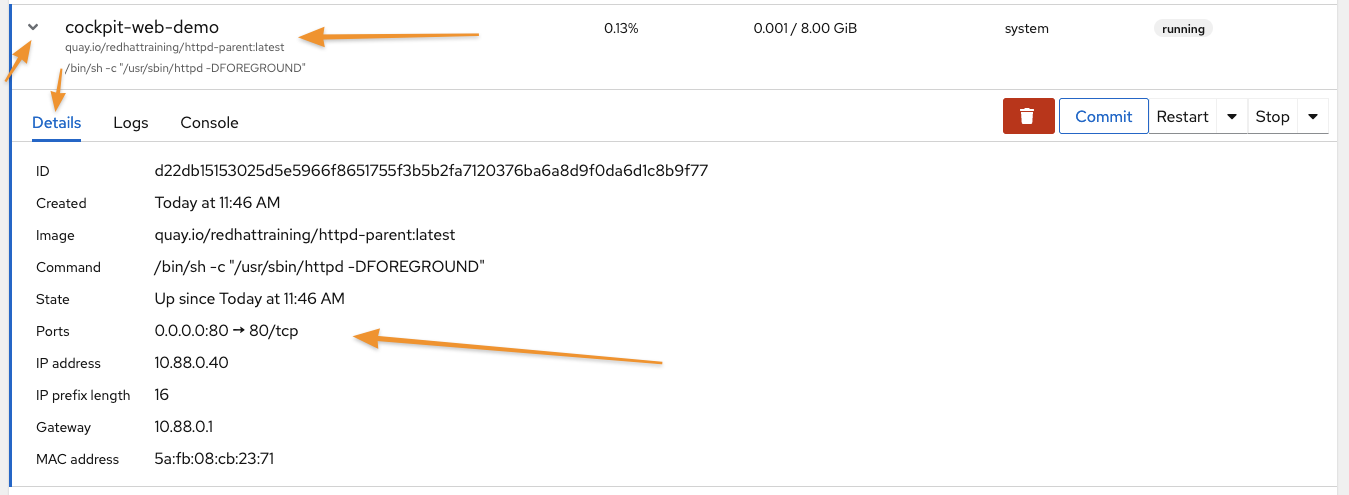 cockpit-web-demo 0.13% 0.001 / 8.00 GiB system running
quay.io/redhattraining/httpd-parent:latest
/bin/sh -c "/usr/sbin/httpd -DFOREGROUND"
Details Logs Console Commit Restart Stop
ID d22db15153025d5e5966f8651755f3b5b2fa7120376ba6a8d9f0da6d1c8b9f77
Created Today at 11:46 AM
Image quay.io/redhattraining/httpd-parent:latest
Command /bin/sh -c "/usr/sbin/httpd -DFOREGROUND"
State Up since Today at 11:46 AM
Ports 0.0.0.0:80 → 80/tcp
IP address 10.88.0.40
IP prefix length 16
Gateway 10.88.0.1
MAC address 5a:fb:08:cb:23:71